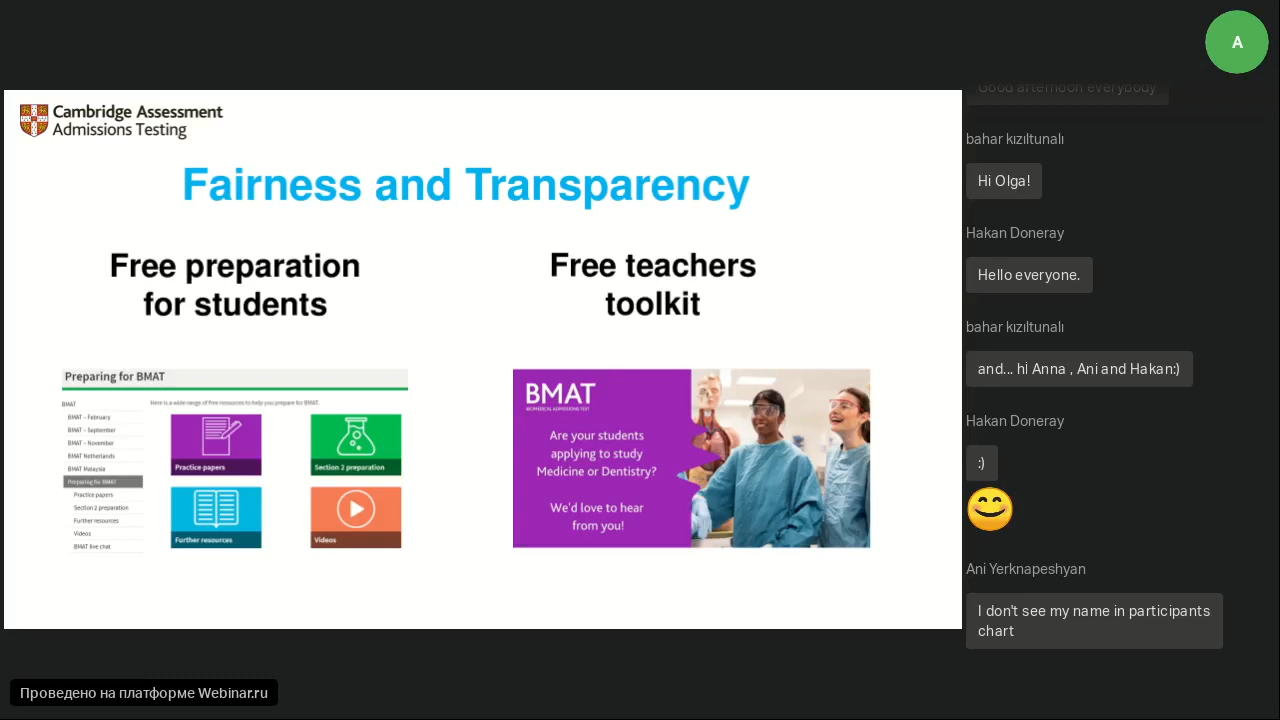 A
Cambridge Assessment
Admissions Testing
Fairness and Transparency
Free preparation
for students
Free teachers
toolkit
Preparing for BMAT
BMAT
BMAT – February
BMAT – September
BMAT – November
BMAT Netherlands
BMAT Malaysia
Preparing for BMAT
Practice papers
Section 2 preparation
Further resources
Videos
BMAT live chat
Here is a wide range of free resources to help you prepare for BMAT.
Practice papers
Section 2 preparation
Further resources
Videos
BMAT
BIOMEDICAL ADMISSIONS TEST
Are your students
applying to study
Medicine or Dentistry?
We'd love to hear
from you!
Good afternoon everybody
bahar kızıltunalı
Hi Olga!
Hakan Doneray
Hello everyone.
bahar kızıltunalı
and... hi Anna , Ani and Hakan:)
Hakan Doneray
:)
Ani Yerknapeshyan
I don't see my name in participants
chart
Проведено на платформе Webinar.ru